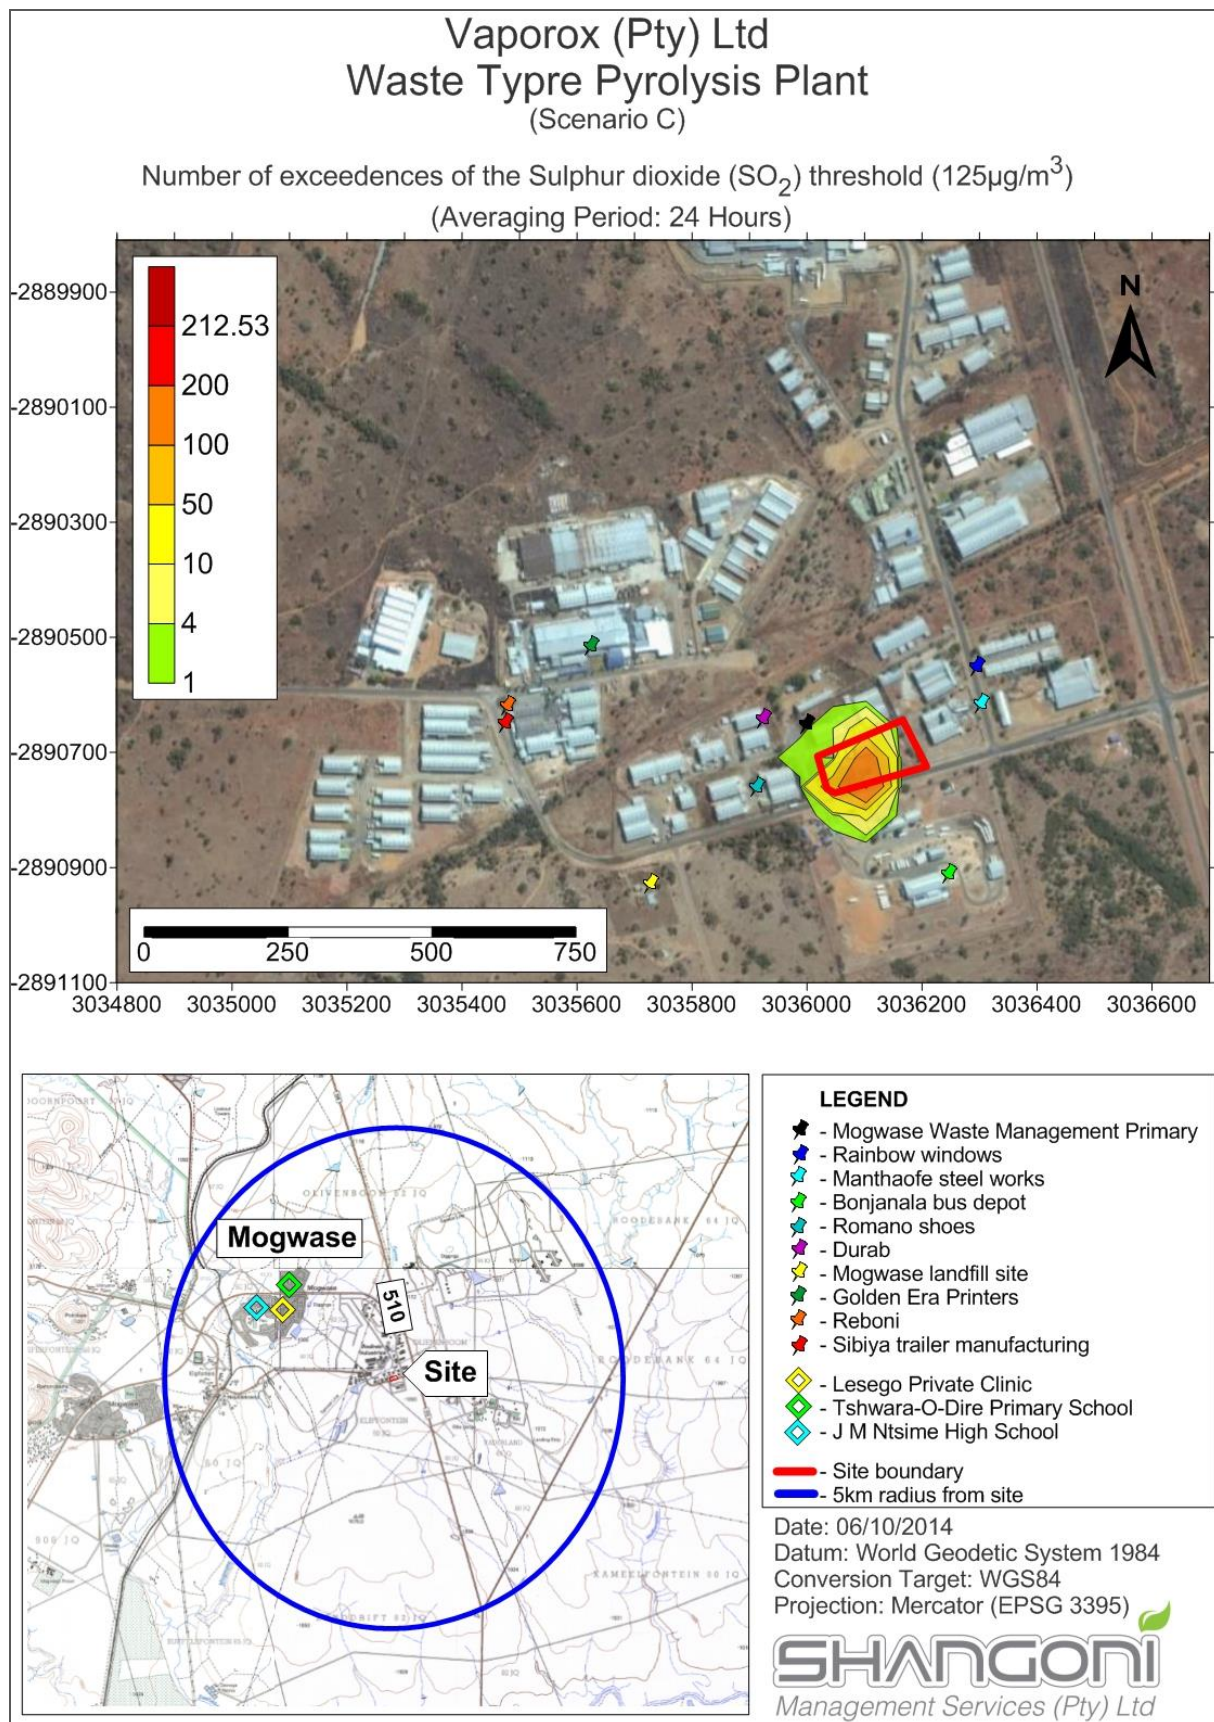 Vaporox (Pty) Ltd
Waste Typre Pyrolysis Plant
(Scenario C)
Number of exceedences of the Sulphur dioxide (SO2) threshold (125µg/m3)
(Averaging Period: 24 Hours)
212.53
200
100
50
10
4
1
N
-2889900
-2890100
-2890300
-2890500
-2890700
-2890900
-2891100
0 250 500 750
3034800 3035000 3035200 3035400 3035600 3035800 3036000 3036200 3036400 3036600
Mogwase
510
Site
LEGEND
- Mogwase Waste Management Primary
- Rainbow windows
- Manthaofe steel works
- Bonjanala bus depot
- Romano shoes
- Durab
- Mogwase landfill site
- Golden Era Printers
- Reboni
- Sibiya trailer manufacturing
- Lesego Private Clinic
- Tshwara-O-Dire Primary School
- J M Ntsime High School
- Site boundary
- 5km radius from site
Date: 06/10/2014
Datum: World Geodetic System 1984
Conversion Target: WGS84
Projection: Mercator (EPSG 3395)
SHANGONI
Management Services (Pty) Ltd